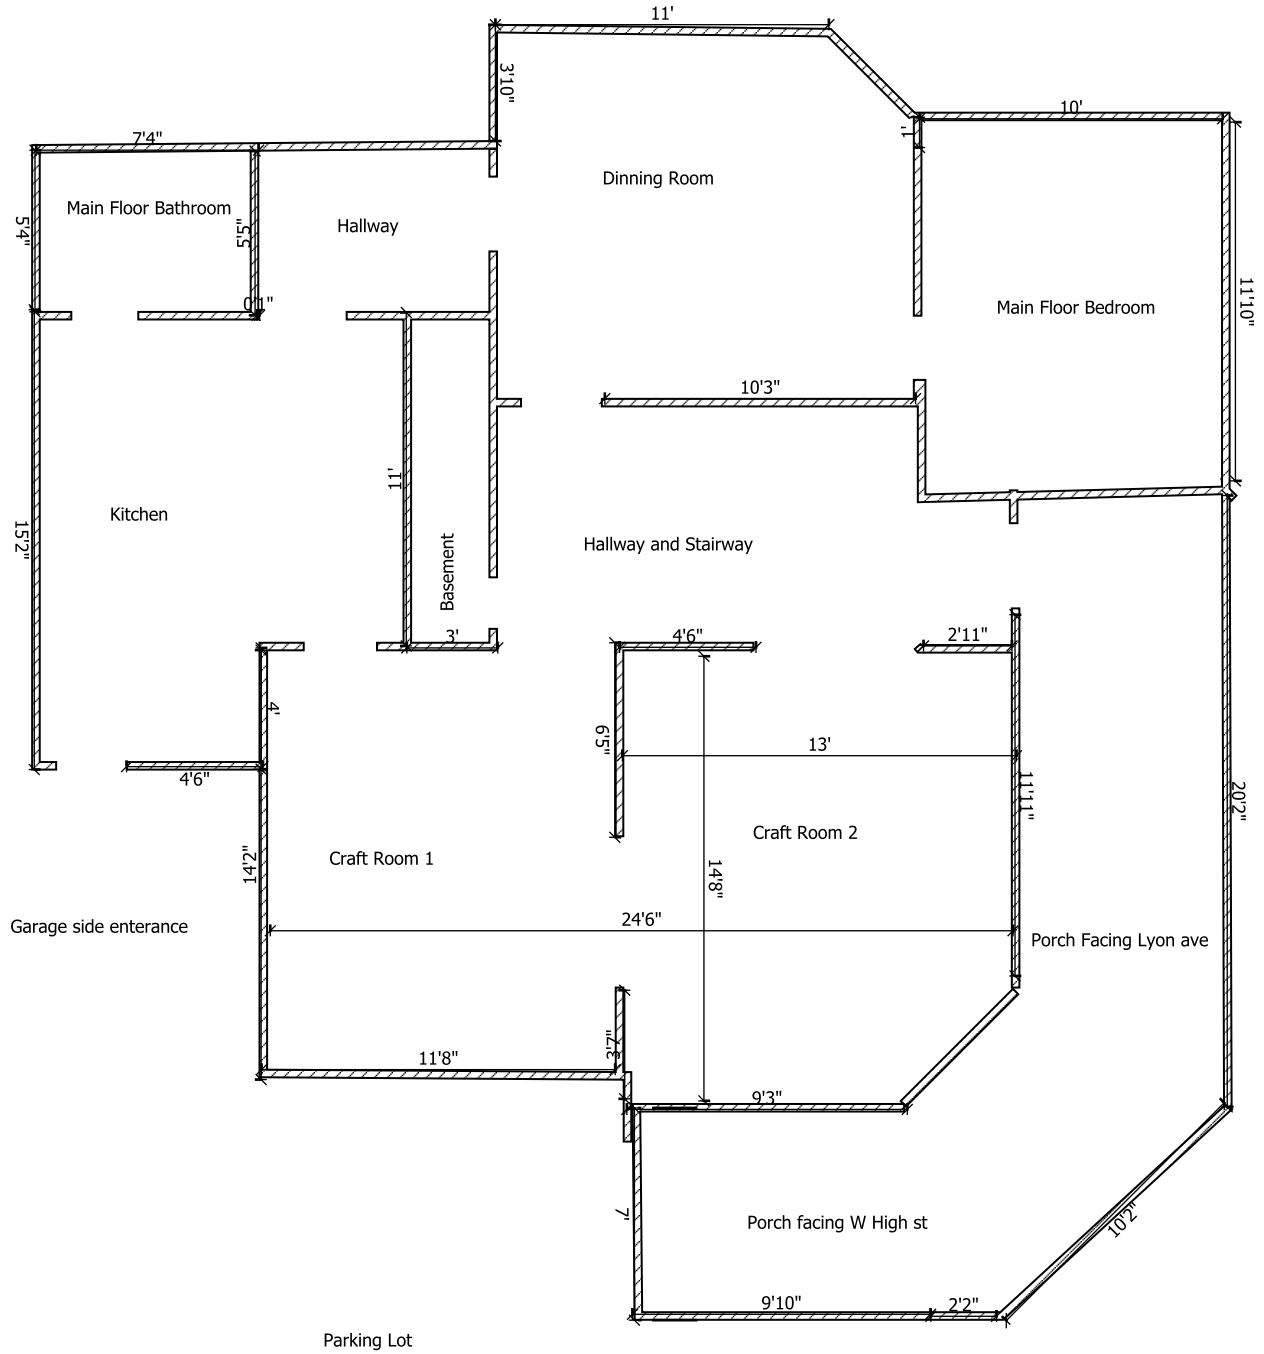 11'
3'10"
10'
1'
7'4"
Dinning Room
Main Floor Bathroom
Hallway
5'4"
5'5"
0'1"
Main Floor Bedroom
11'10"
10'3"
11'
Kitchen
15'2"
Hallway and Stairway
Basement
3'
4'6"
2'11"
4'
6'5"
13'
4'6"
11'11"
20'2"
Craft Room 2
Craft Room 1
14'2"
14'8"
24'6"
Garage side enterance
Porch Facing Lyon ave
3'7"
11'8"
9'3"
7'
Porch facing W High st
10'2"
9'10"
2'2"
Parking Lot